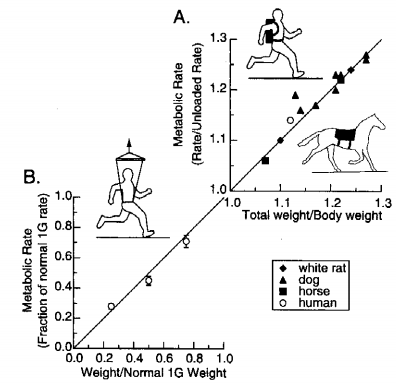 A.
Metabolic Rate
(Rate/Unloaded Rate)
1.3
1.2
1.1
1.0
1.0 1.1 1.2 1.3
Total weight/Body weight
B.
Metabolic Rate
(Fraction of normal 1G rate)
1.0
0.8
0.6
0.4
0.2
0.0
0.0 0.2 0.4 0.6 0.8 1.0
Weight/Normal 1G Weight
white rat
dog
horse
human